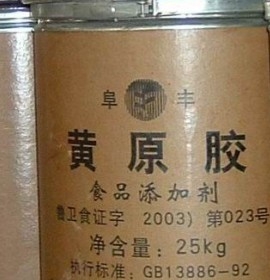 阜 丰
黄原胶
食品添加剂
鲁卫食证字 2003) 第023号
净含量: 25kg
执行标准: GB13886-92